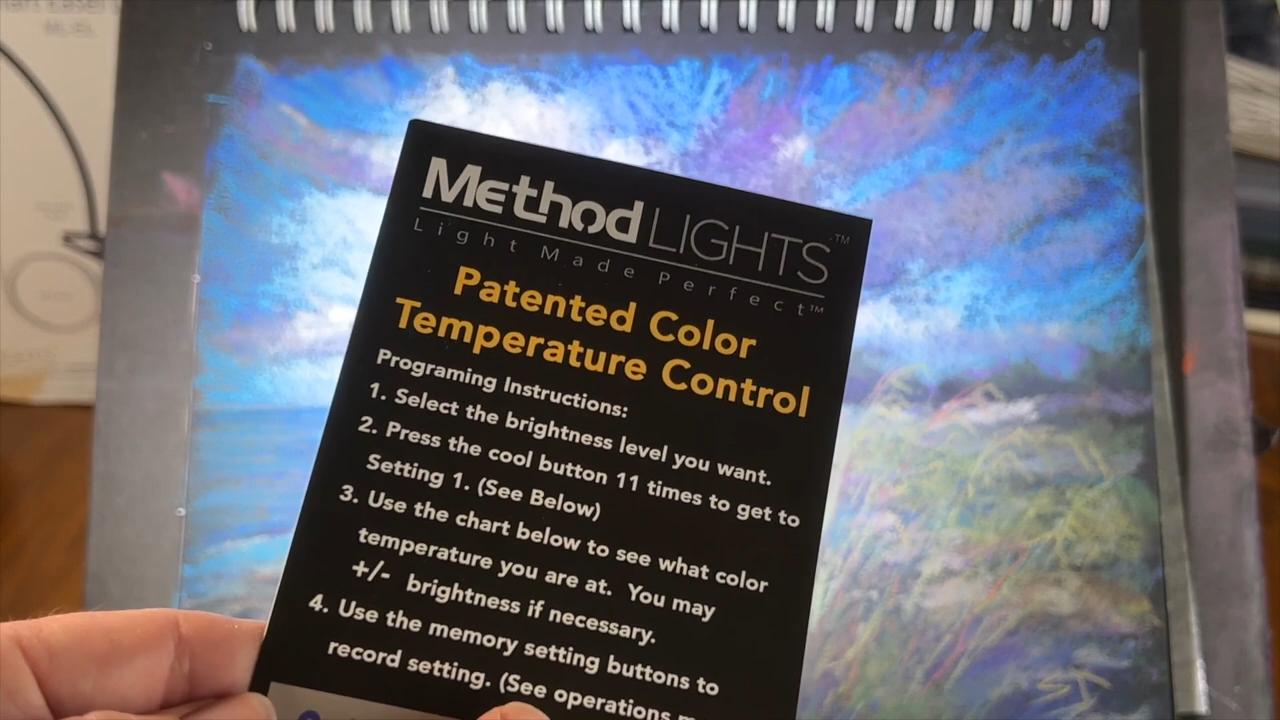 Method LIGHTS™
Light Made Perfect™
Patented Color
Temperature Control
Programing Instructions:
1. Select the brightness level you want.
2. Press the cool button 11 times to get to
Setting 1. (See Below)
3. Use the chart below to see what color
temperature you are at. You may
+/- brightness if necessary.
4. Use the memory setting buttons to
record setting. (See operations